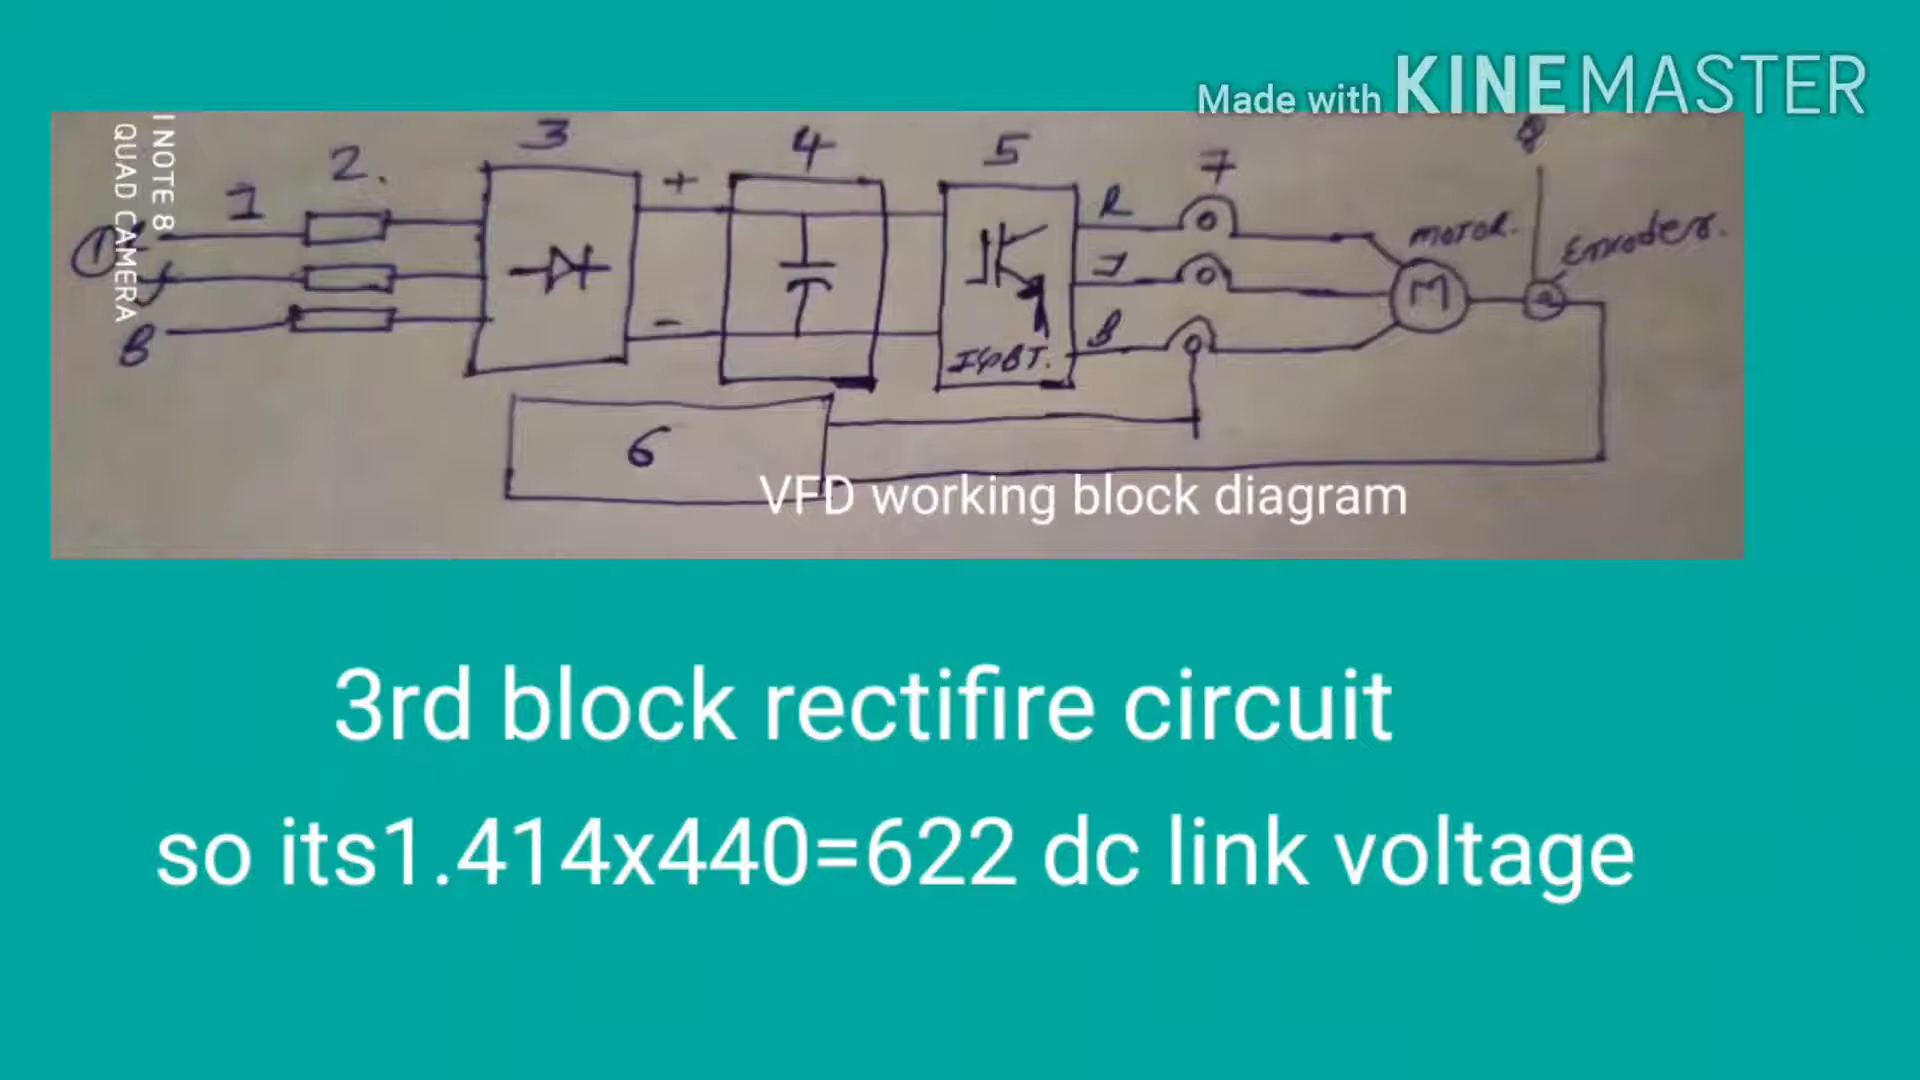 Made with KINEMASTER
I NOTE 8
QUAD CAMERA
1 2. 3 4 5 7 8
1
+
-
R
Y
B
B
IGBT.
MOTOR.
M
Encoder.
6
VFD working block diagram
3rd block rectifire circuit
so its1.414x440=622 dc link voltage